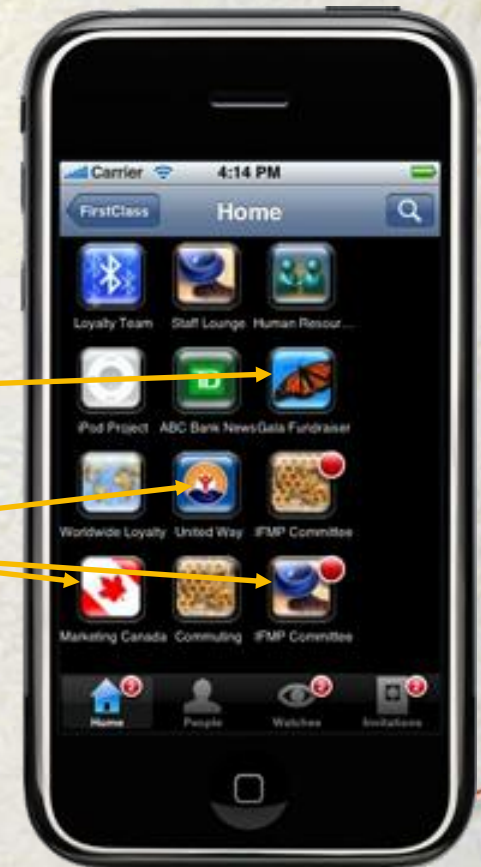 Carrier 4:14 PM
FirstClass Home
Loyalty Team Staff Lounge Human Resour...
iPod Project ABC Bank News Gala Fundraiser
Worldwide Loyalty United Way IFMP Committee
Marketing Canada Commuting IFMP Committee
Home People Watches Invitations